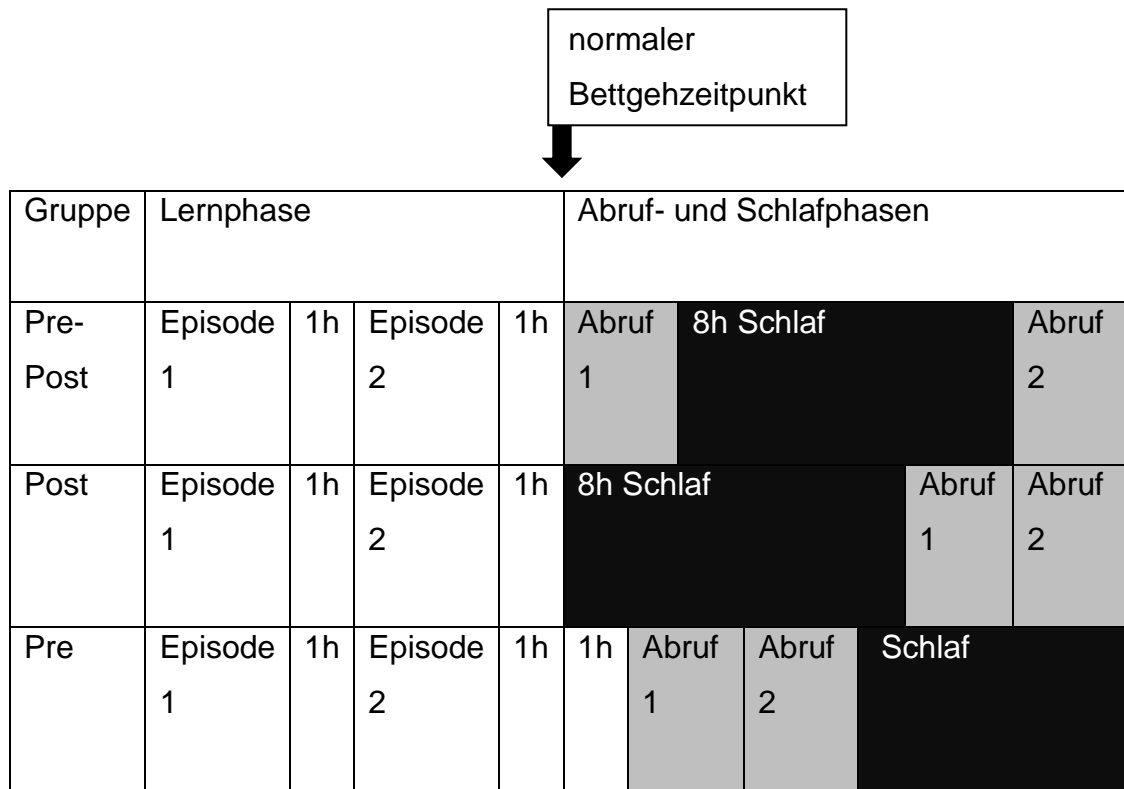 normaler
Bettgehzeitpunkt
Gruppe Lernphase Abruf- und Schlafphasen
Pre- Episode 1h Episode 1h Abruf 8h Schlaf Abruf
Post 1 2 1 2
Post Episode 1h Episode 1h 8h Schlaf Abruf Abruf
1 2 1 2
Pre Episode 1h Episode 1h 1h Abruf Abruf Schlaf
1 2 1 2